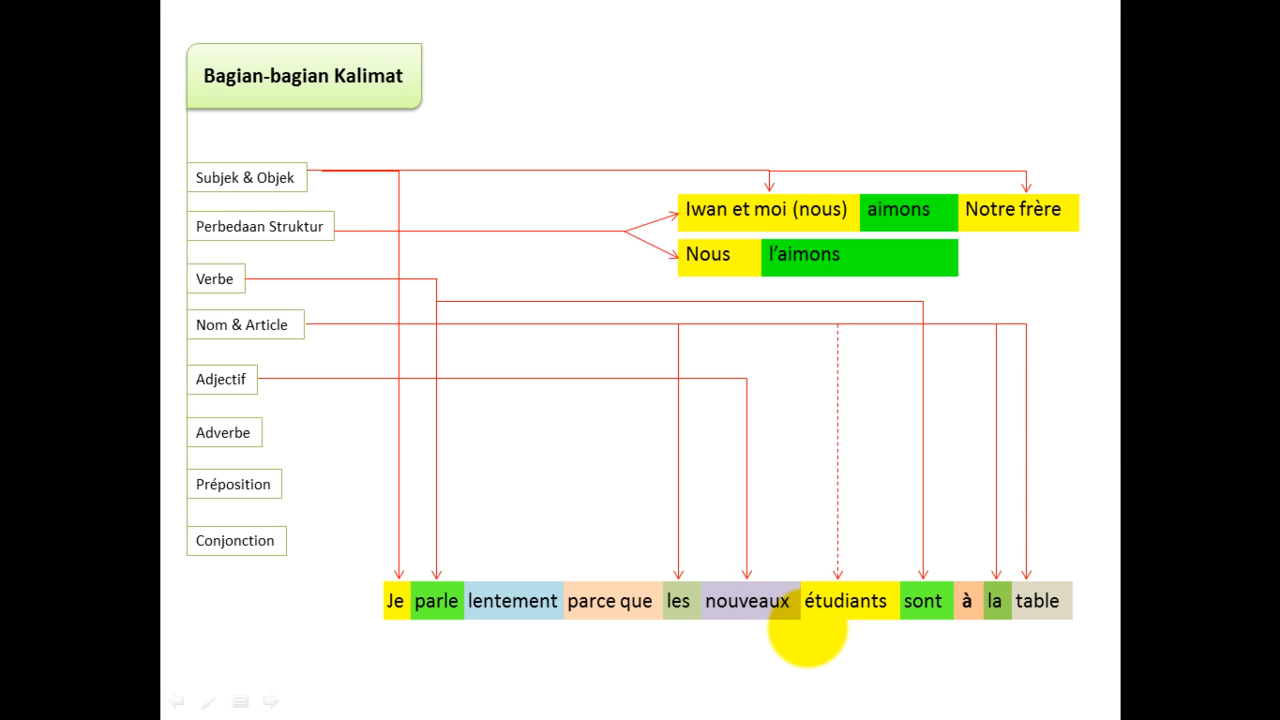 Bagian-bagian Kalimat
Subjek & Objek
Perbedaan Struktur
Verbe
Nom & Article
Adjectif
Adverbe
Préposition
Conjonction
Iwan et moi (nous) aimons Notre frère
Nous l’aimons
Je parle lentement parce que les nouveaux étudiants sont à la table